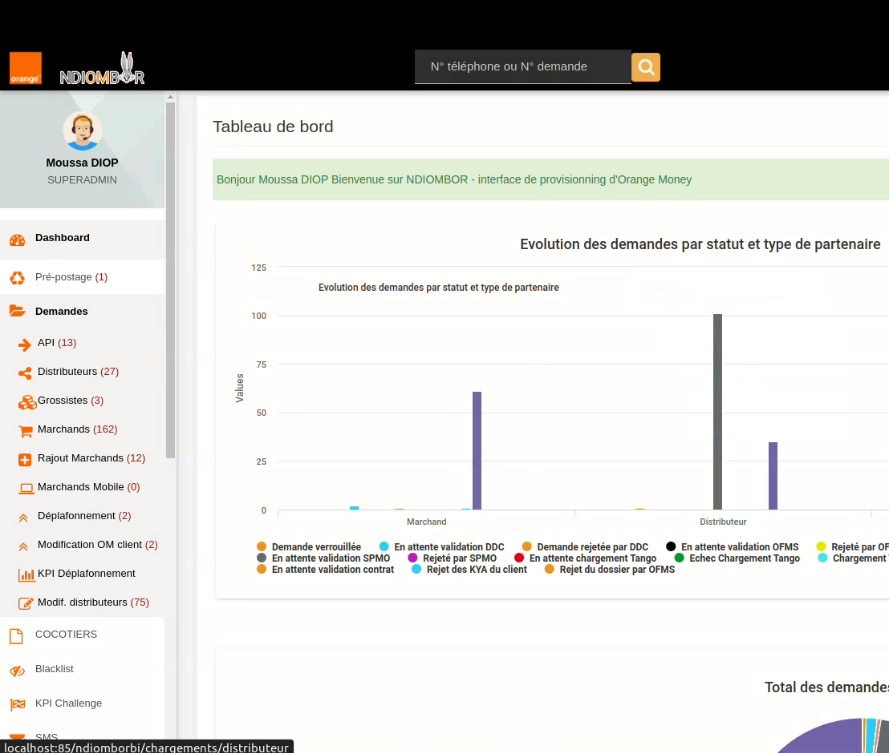 orange
NDIOMBOR
N° téléphone ou N° demande
Moussa DIOP
SUPERADMIN
Dashboard
Pré-postage (1)
Demandes
API (13)
Distributeurs (27)
Grossistes (3)
Marchands (162)
Rajout Marchands (12)
Marchands Mobile (0)
Déplafonnement (2)
Modification OM client (2)
KPI Déplafonnement
Modif. distributeurs (75)
COCOTIERS
Blacklist
KPI Challenge
SMS
localhost:85/ndiomborbi/chargements/distributeur
Tableau de bord
Bonjour Moussa DIOP Bienvenue sur NDIOMBOR - interface de provisionning d'Orange Money
Evolution des demandes par statut et type de partenaire
Evolution des demandes par statut et type de partenaire
Values
125
100
75
50
25
0
Marchand Distributeur
Demande verrouillée En attente validation DDC Demande rejetée par DDC En attente validation OFMS Rejeté par OF
En attente validation SPMO Rejeté par SPMO En attente chargement Tango Echec Chargement Tango Chargement
En attente validation contrat Rejet des KYA du client Rejet du dossier par OFMS
Total des demandes